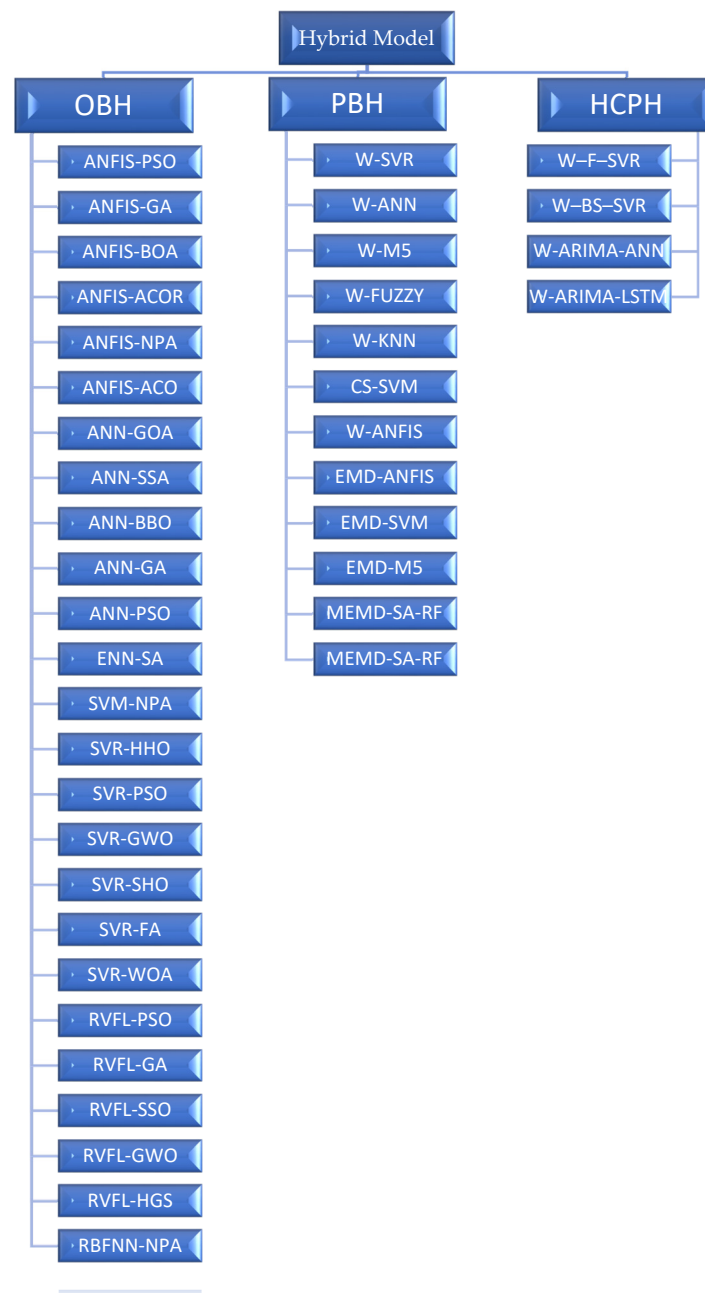 Hybrid Model
OBH
ANFIS-PSO
ANFIS-GA
ANFIS-BOA
ANFIS-ACOR
ANFIS-NPA
ANFIS-ACO
ANN-GOA
ANN-SSA
ANN-BBO
ANN-GA
ANN-PSO
ENN-SA
SVM-NPA
SVR-HHO
SVR-PSO
SVR-GWO
SVR-SHO
SVR-FA
SVR-WOA
RVFL-PSO
RVFL-GA
RVFL-SSO
RVFL-GWO
RVFL-HGS
RBFNN-NPA
PBH
W-SVR
W-ANN
W-M5
W-FUZZY
W-KNN
CS-SVM
W-ANFIS
EMD-ANFIS
EMD-SVM
EMD-M5
MEMD-SA-RF
MEMD-SA-RF
HCPH
W–F–SVR
W–BS–SVR
W-ARIMA-ANN
W-ARIMA-LSTM